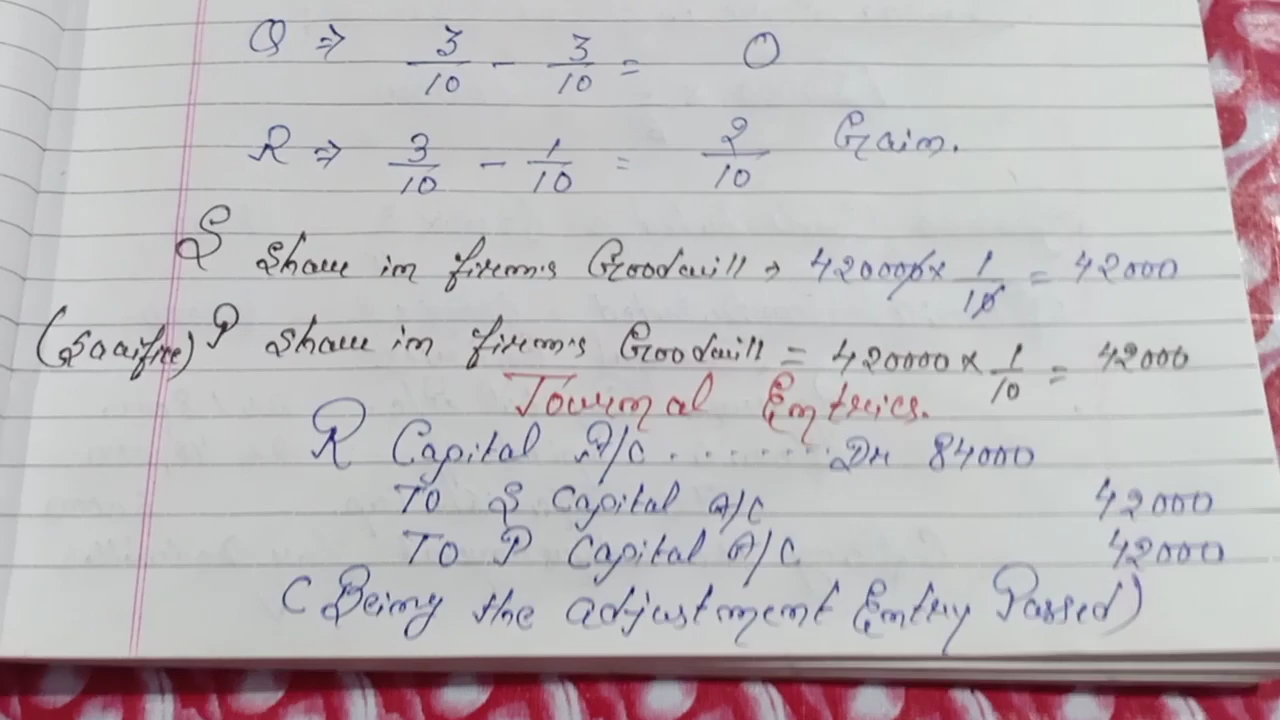 Q ⇒ 3/10 - 3/10 = 0
R ⇒ 3/10 - 1/10 = 2/10 Gain.
S Share in firm's Goodwill → 420000 x 1/10 = 42000
(Sacrifire) P Share in firm's Goodwill = 420000 x 1/10 = 42000
Journal Entries.
R Capital A/C ........ Dr 84000
TO S Capital A/C 42000
TO P Capital A/C 42000
(Being the adjustment Entry Passed)